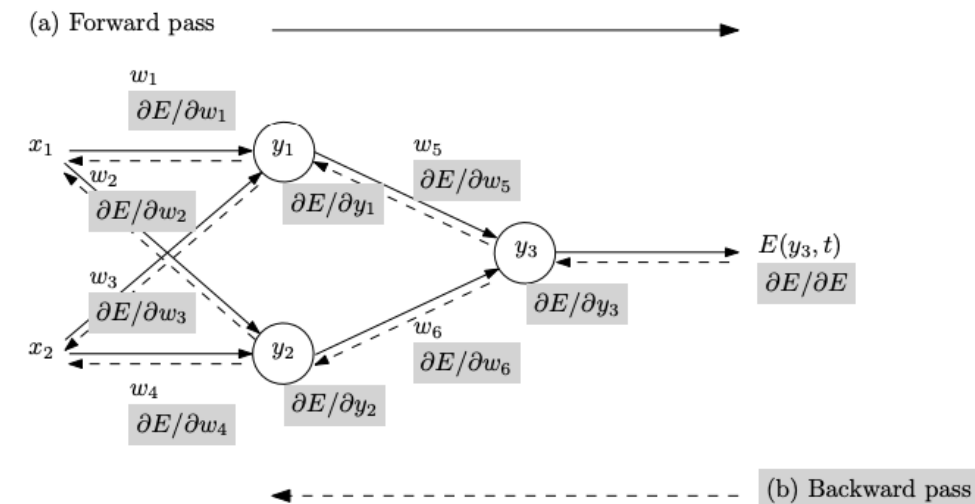 (a) Forward pass
w₁
∂E/∂w₁
x₁
y₁
w₅
∂E/∂w₅
w₂
∂E/∂w₂
∂E/∂y₁
y₃
E(y₃, t)
∂E/∂E
w₃
∂E/∂w₃
∂E/∂y₃
x₂
y₂
w₆
∂E/∂w₆
w₄
∂E/∂w₄
∂E/∂y₂
(b) Backward pass